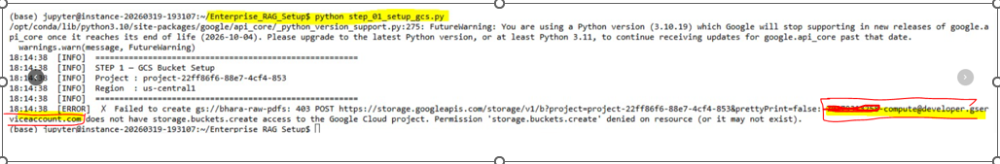 (base) jupyter@instance-20260319-193107:~/Enterprise_RAG_Setup$ python step_01_setup_gcs.py
/opt/conda/lib/python3.10/site-packages/google/api_core/_python_version_support.py:275: FutureWarning: You are using a Python version (3.10.19) which Google will stop supporting in new releases of google.a
pi_core once it reaches its end of life (2026-10-04). Please upgrade to the latest Python version, or at least Python 3.11, to continue receiving updates for google.api_core past that date.
warnings.warn(message, FutureWarning)
18:14:38 [INFO] ======================================================
18:14:38 [INFO] STEP 1 — GCS Bucket Setup
18:14:38 [INFO] Project : project-22ff86f6-88e7-4cf4-853
18:14:38 [INFO] Region : us-central1
18:14:38 [INFO] ======================================================
18:14:38 [ERROR] ✗ Failed to create gs://bhara-raw-pdfs: 403 POST https://storage.googleapis.com/storage/v1/b?project=project-22ff86f6-88e7-4cf4-853&prettyPrint=false: -compute@developer.gser
viceaccount.com does not have storage.buckets.create access to the Google Cloud project. Permission 'storage.buckets.create' denied on resource (or it may not exist).
(base) jupyter@instance-20260319-193107:~/Enterprise_RAG_Setup$